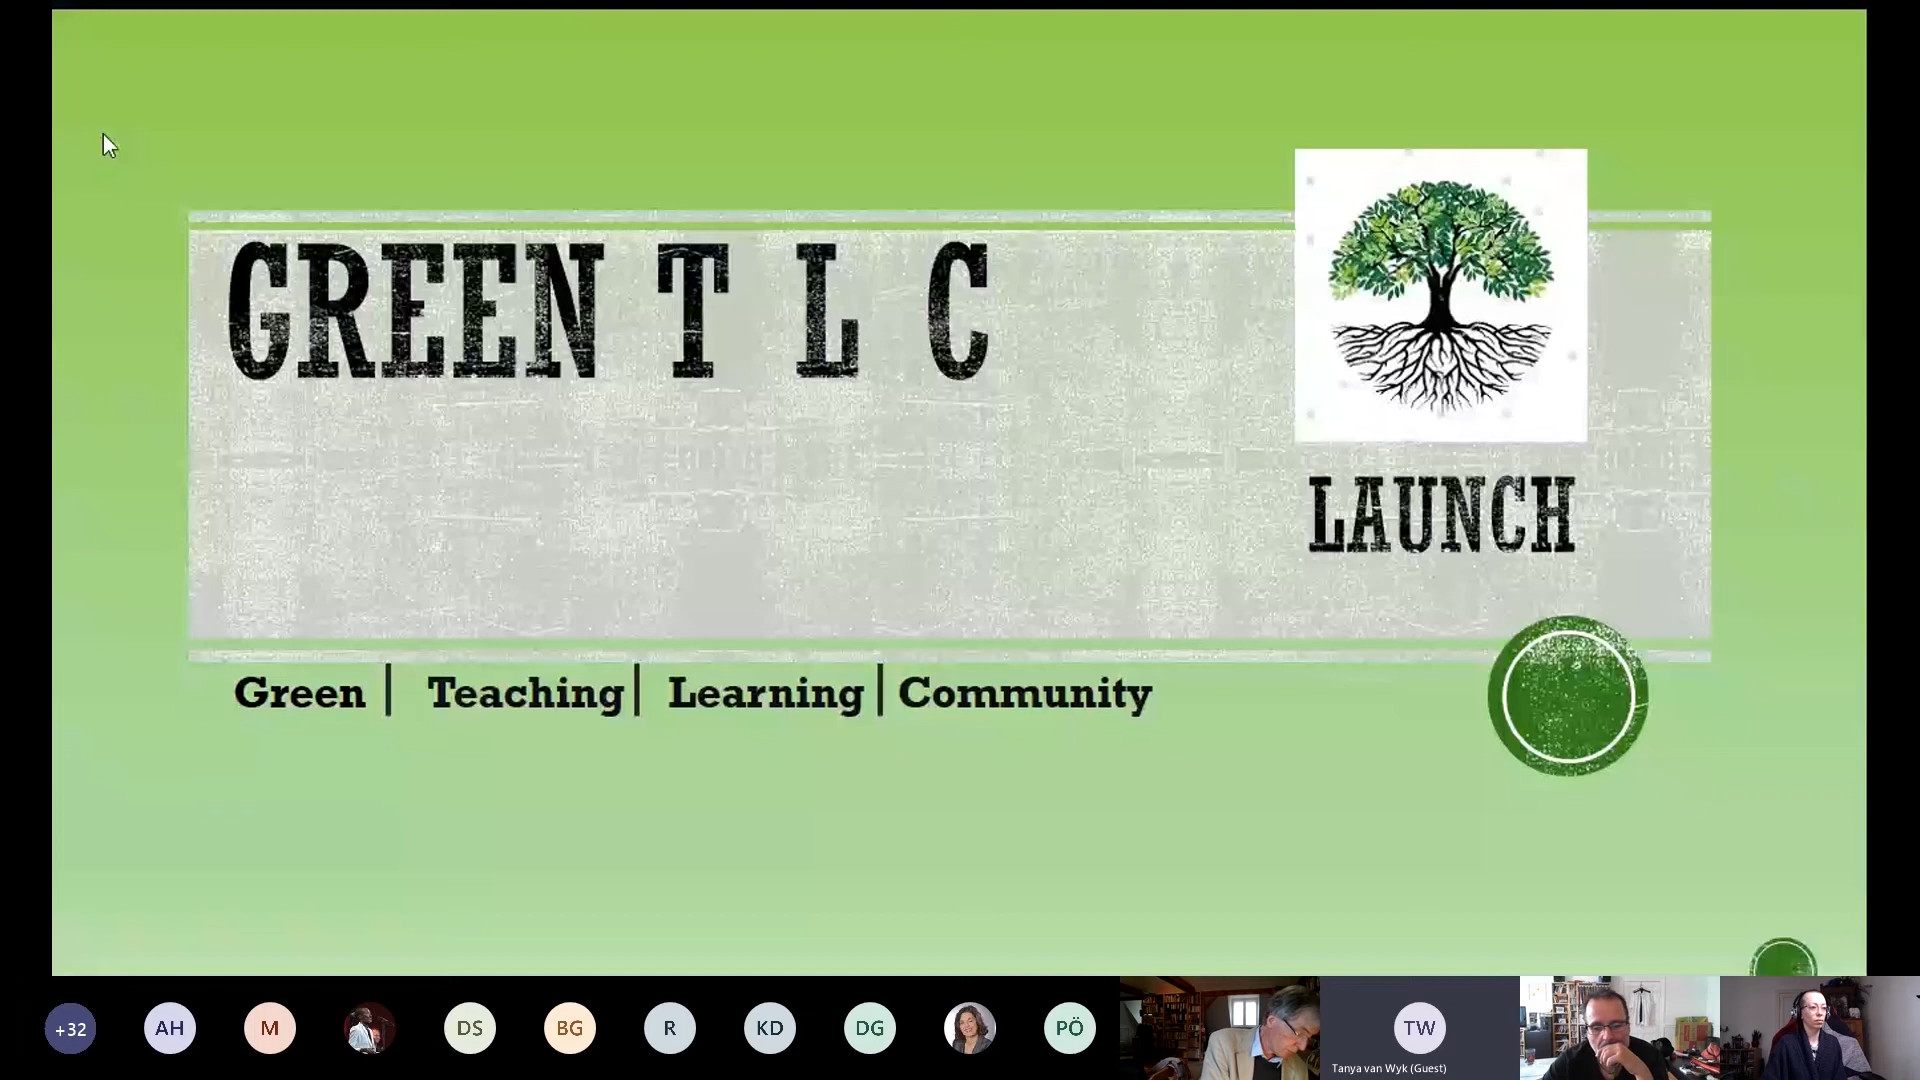 GREEN T L C
LAUNCH
Green | Teaching | Learning | Community
+32
AH
M
DS
BG
R
KD
DG
PÖ
TW
Tanya van Wyk (Guest)